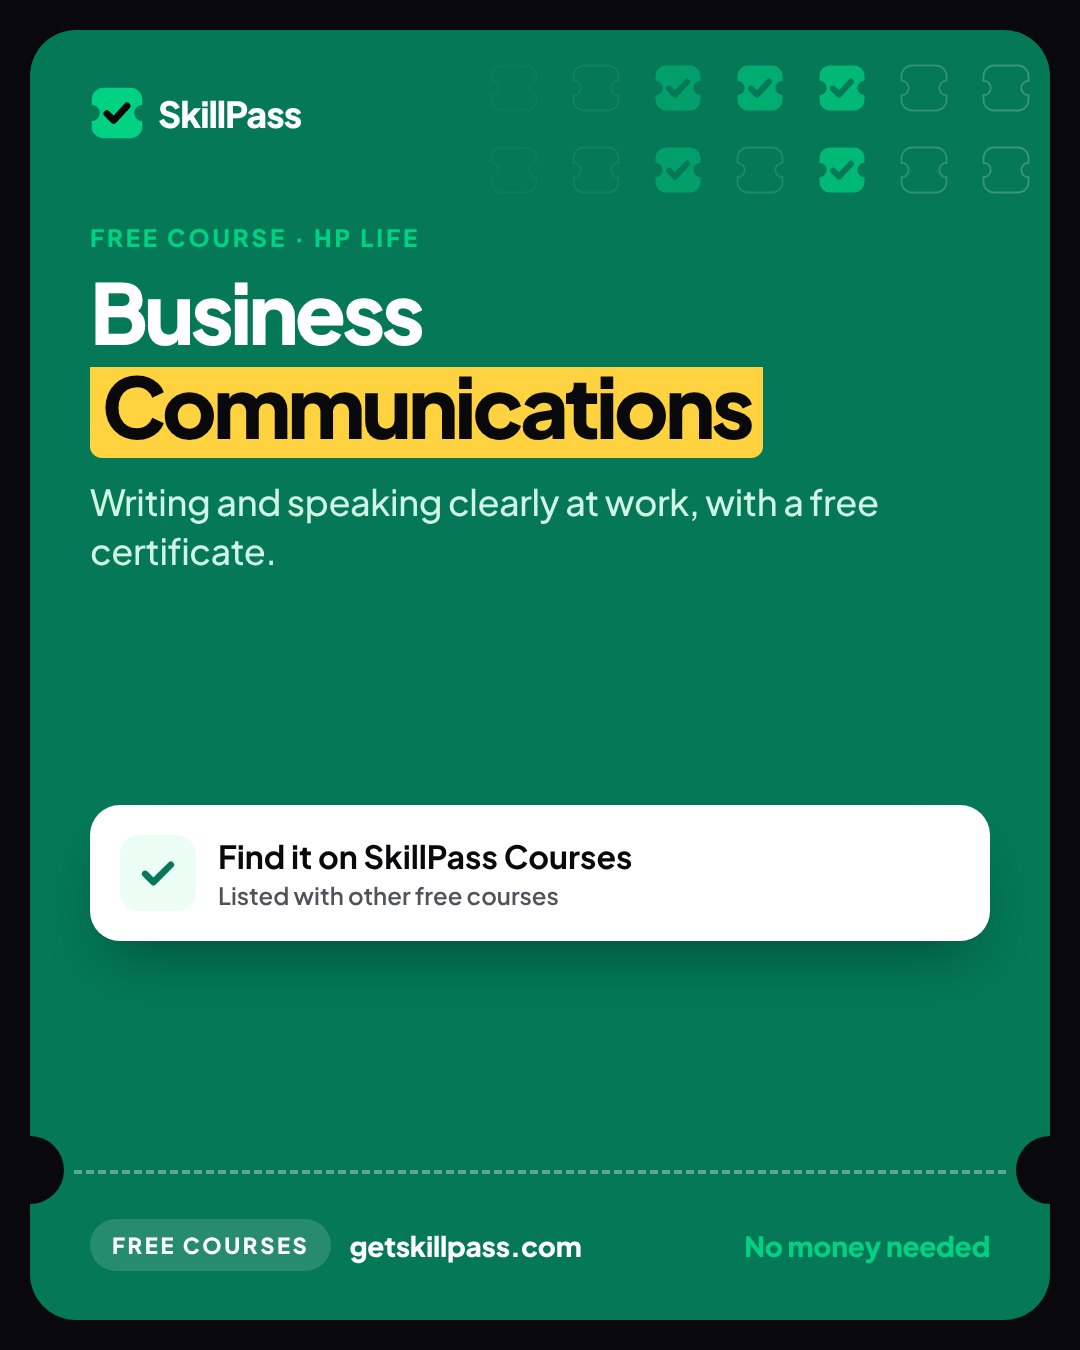 SkillPass
FREE COURSE · HP LIFE
Business
Communications
Writing and speaking clearly at work, with a free
certificate.
Find it on SkillPass Courses
Listed with other free courses
FREE COURSES
getskillpass.com
No money needed